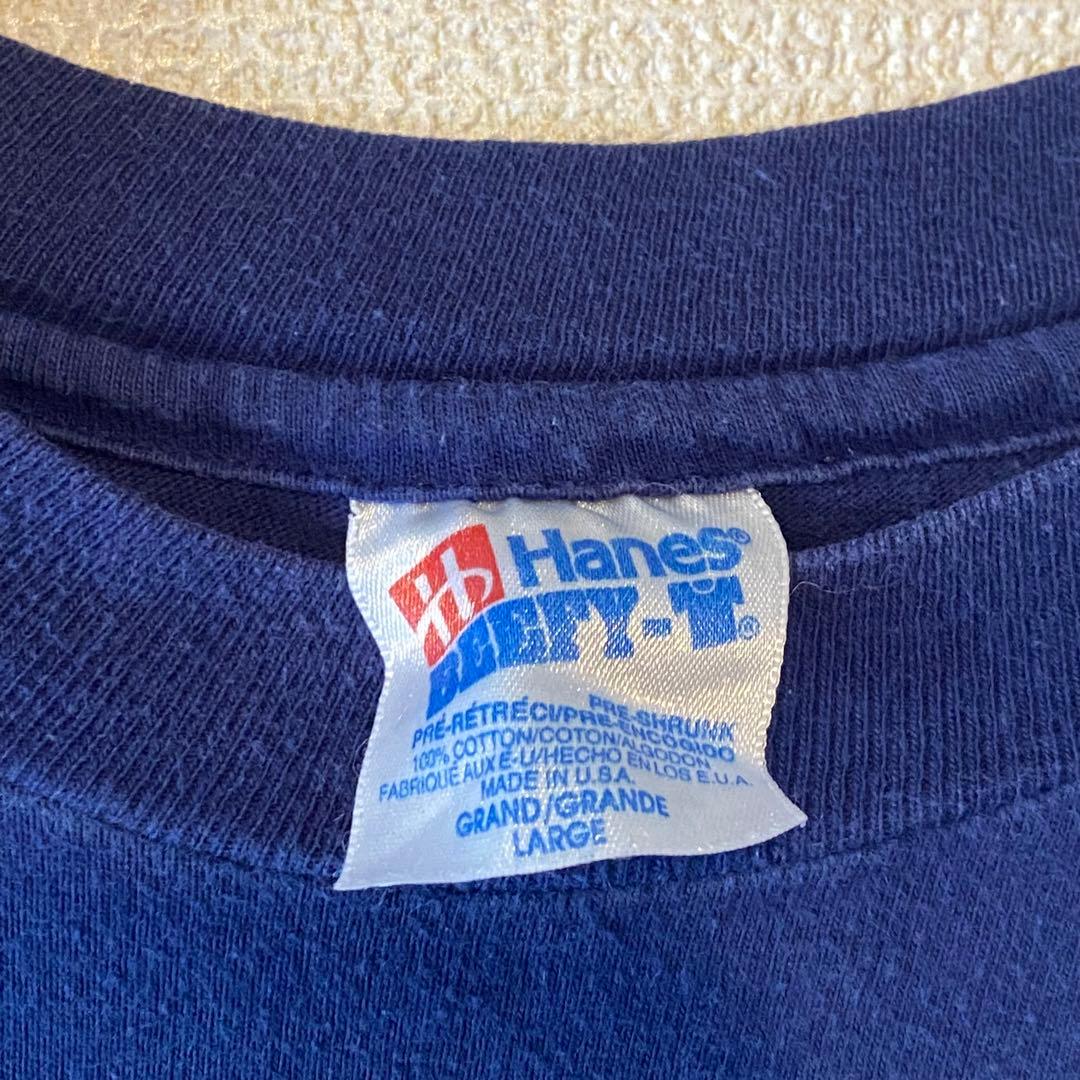 Hb Hanes®
BEEFY-T®
PRE-SHRUNK
PRÉ-RÉTRÉCI/PRE-ENCOGIDO
100% COTTON/COTON/ALGODON
FABRIQUÉ AUX É-U/HECHO EN LOS E.U.A.
MADE IN U.S.A.
GRAND/GRANDE
LARGE